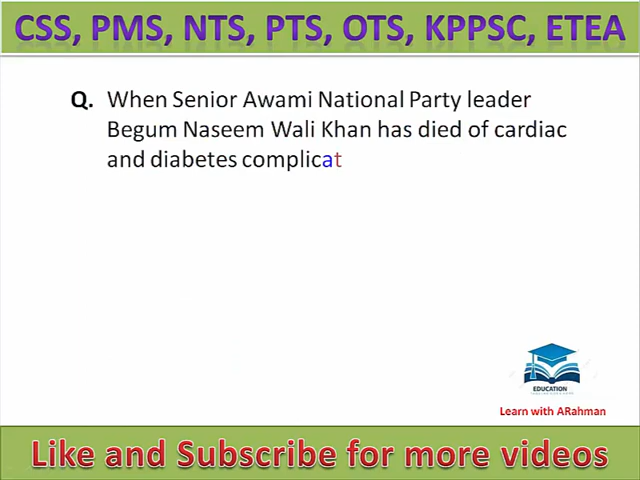 CSS, PMS, NTS, PTS, OTS, KPPSC, ETEA
Q. When Senior Awami National Party leader
Begum Naseem Wali Khan has died of cardiac
and diabetes complicat
EDUCATION
Learn with ARahman
Like and Subscribe for more videos